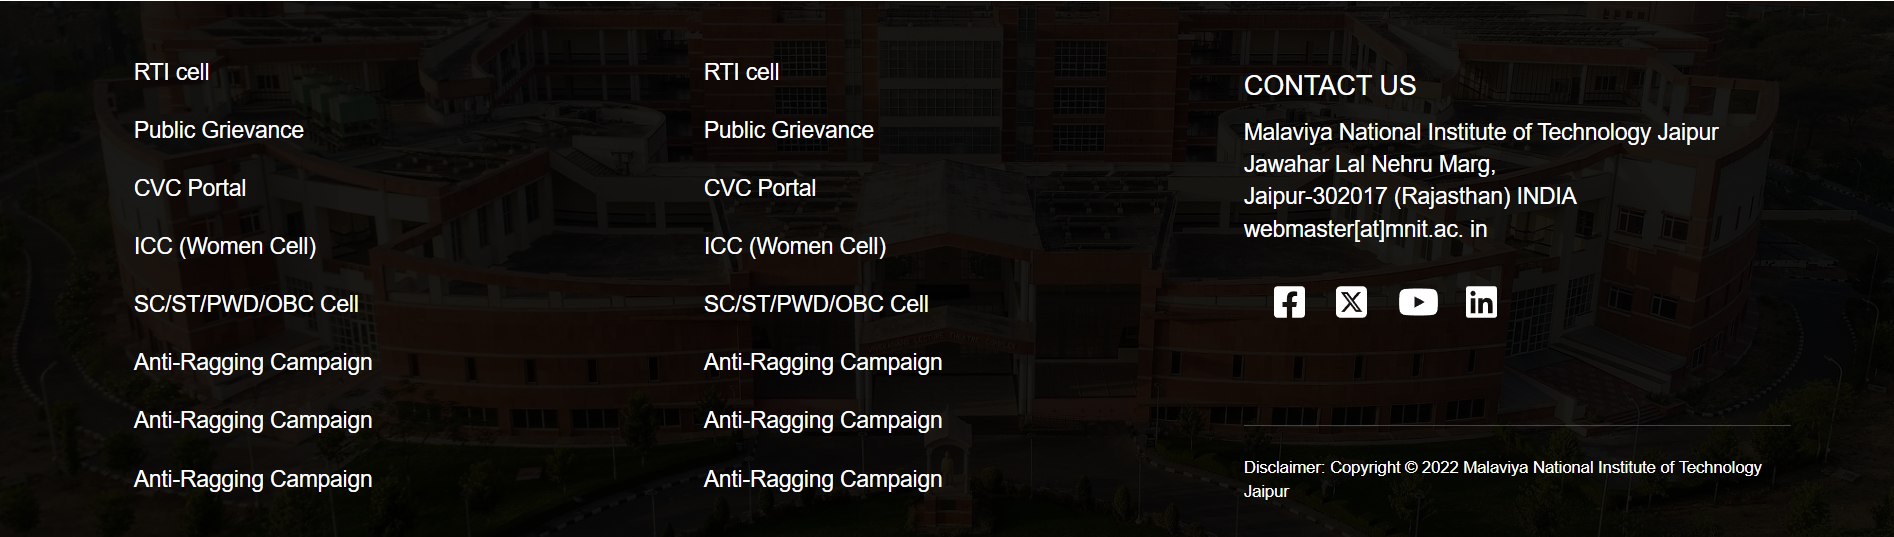 RTI cell
Public Grievance
CVC Portal
ICC (Women Cell)
SC/ST/PWD/OBC Cell
Anti-Ragging Campaign
Anti-Ragging Campaign
Anti-Ragging Campaign
RTI cell
Public Grievance
CVC Portal
ICC (Women Cell)
SC/ST/PWD/OBC Cell
Anti-Ragging Campaign
Anti-Ragging Campaign
Anti-Ragging Campaign
CONTACT US
Malaviya National Institute of Technology Jaipur
Jawahar Lal Nehru Marg,
Jaipur-302017 (Rajasthan) INDIA
webmaster[at]mnit.ac. in
Disclaimer: Copyright © 2022 Malaviya National Institute of Technology
Jaipur